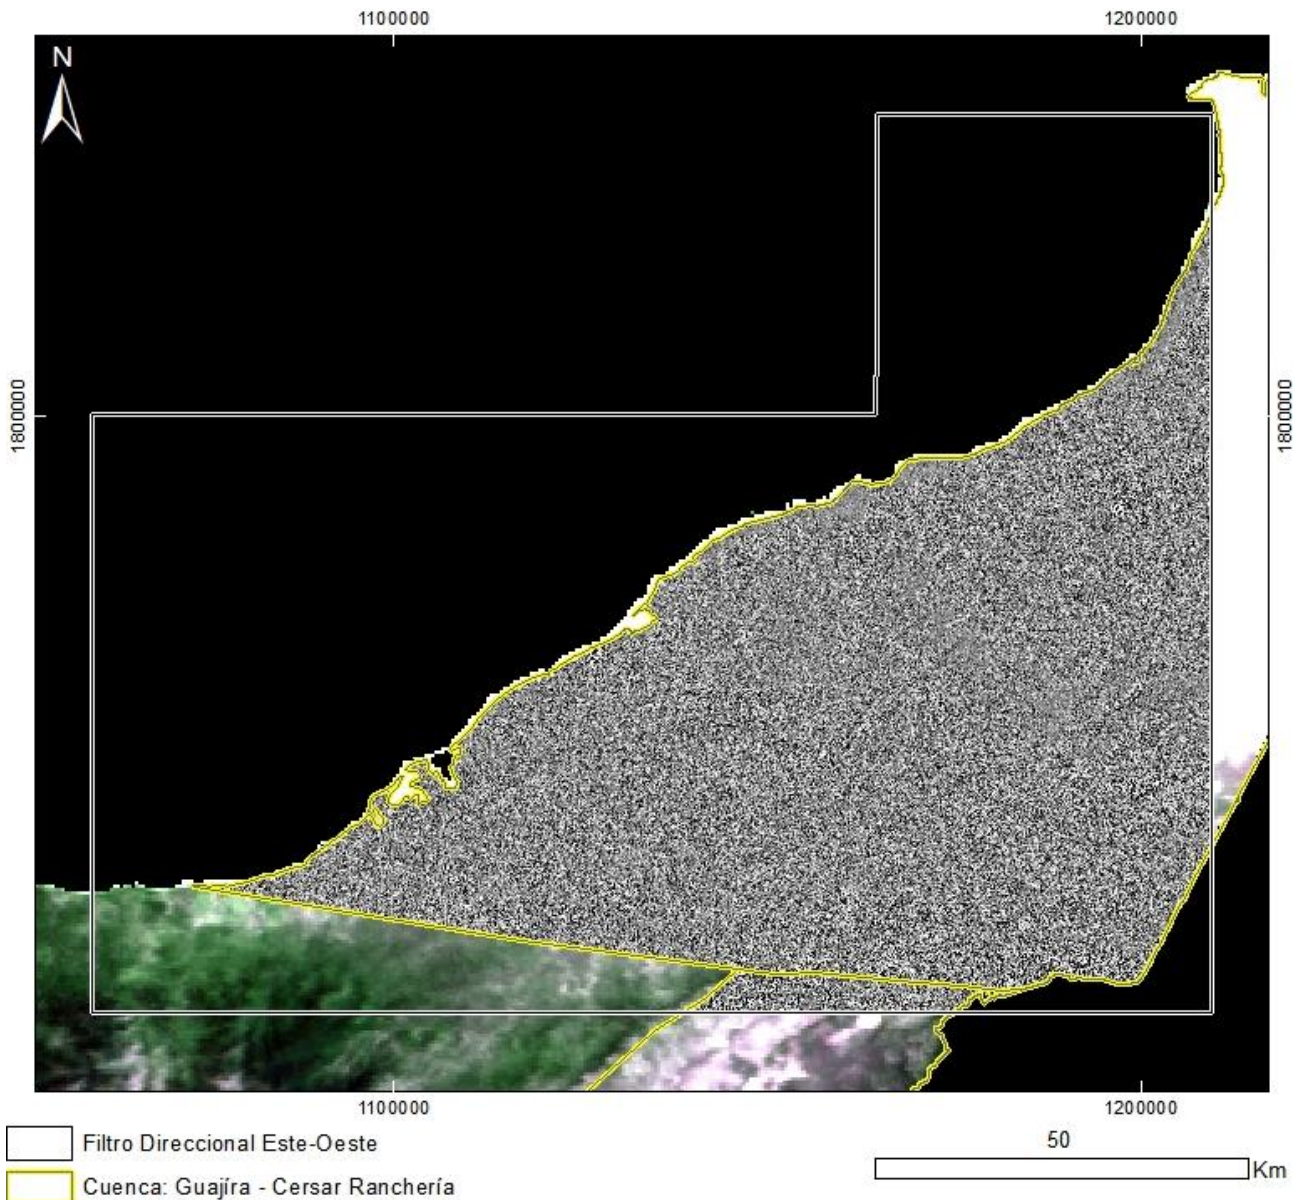 1100000 1200000
N
1800000 1800000
1100000 1200000
Filtro Direccional Este-Oeste
50
Km
Cuenca: Guajíra - Cersar Ranchería